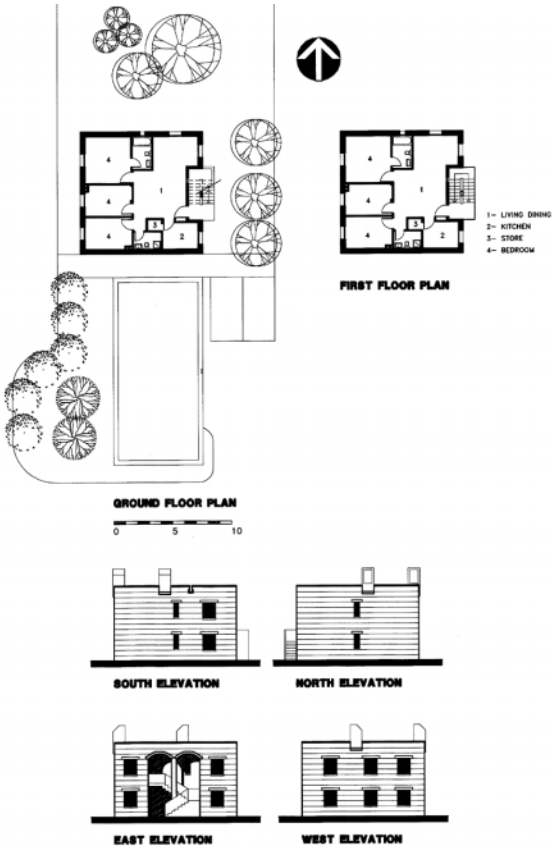 4
1
4
3
4
2
4
1
4
3
4
2
1- LIVING DINING
2- KITCHEN
3- STORE
4- BEDROOM
FIRST FLOOR PLAN
GROUND FLOOR PLAN
0 5 10
SOUTH ELEVATION
NORTH ELEVATION
EAST ELEVATION
WEST ELEVATION